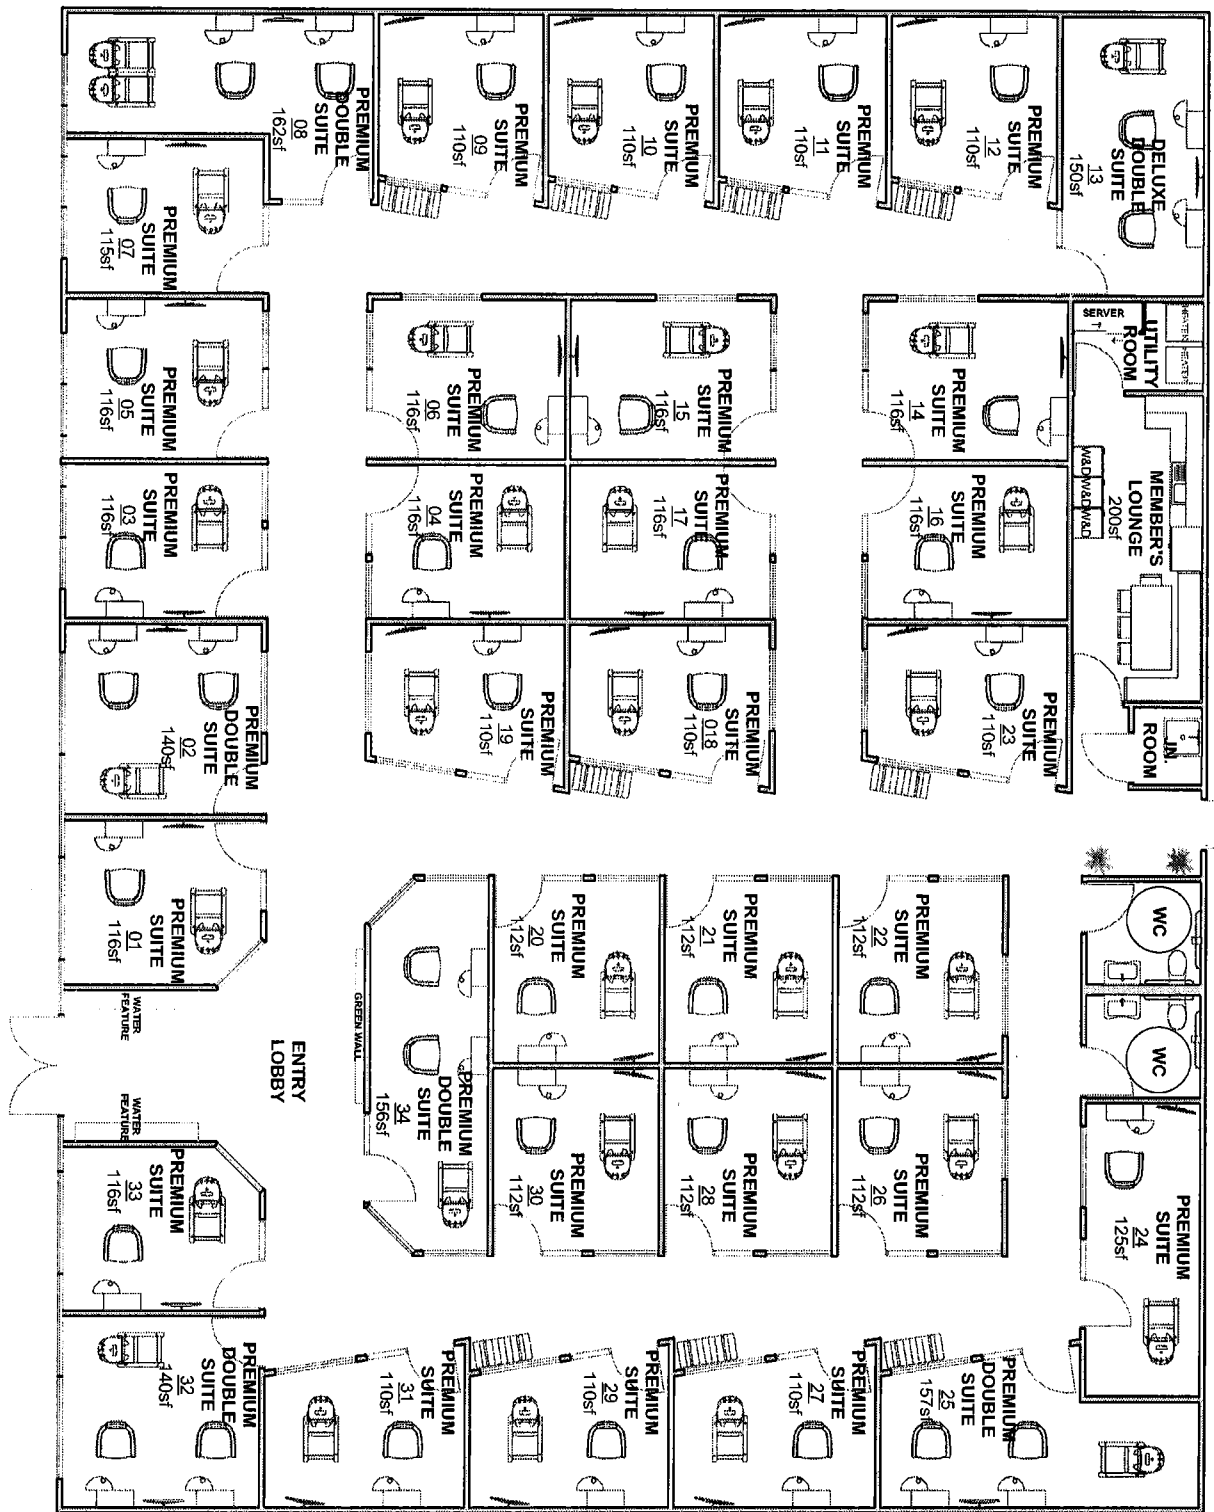 PREMIUM
DOUBLE
SUITE
08
162sf
PREMIUM
SUITE
09
110sf
PREMIUM
SUITE
10
110sf
PREMIUM
SUITE
11
110sf
PREMIUM
SUITE
12
110sf
DELUXE
DOUBLE
SUITE
13
150sf
PREMIUM
SUITE
07
115sf
PREMIUM
SUITE
05
116sf
PREMIUM
SUITE
06
116sf
PREMIUM
SUITE
15
116sf
PREMIUM
SUITE
14
116sf
SERVER
UTILITY
ROOM
HEATER
HEATER
PREMIUM
SUITE
03
116sf
PREMIUM
SUITE
04
116sf
PREMIUM
SUITE
17
116sf
PREMIUM
SUITE
16
116sf
W&D
W&D
W&D
MEMBER'S
LOUNGE
200sf
PREMIUM
DOUBLE
SUITE
02
140sf
PREMIUM
SUITE
19
110sf
PREMIUM
SUITE
018
110sf
PREMIUM
SUITE
23
110sf
JN.
ROOM
PREMIUM
SUITE
01
116sf
PREMIUM
SUITE
20
112sf
PREMIUM
SUITE
21
112sf
PREMIUM
SUITE
22
112sf
WC
WC
WATER
FEATURE
ENTRY
LOBBY
GREEN WALL
WATER
FEATURE
PREMIUM
DOUBLE
SUITE
34
156sf
PREMIUM
SUITE
30
112sf
PREMIUM
SUITE
28
112sf
PREMIUM
SUITE
26
112sf
PREMIUM
SUITE
24
125sf
PREMIUM
SUITE
33
116sf
PREMIUM
DOUBLE
SUITE
32
140sf
PREMIUM
SUITE
31
110sf
PREMIUM
SUITE
29
110sf
PREMIUM
SUITE
27
110sf
PREMIUM
DOUBLE
SUITE
25
157sf